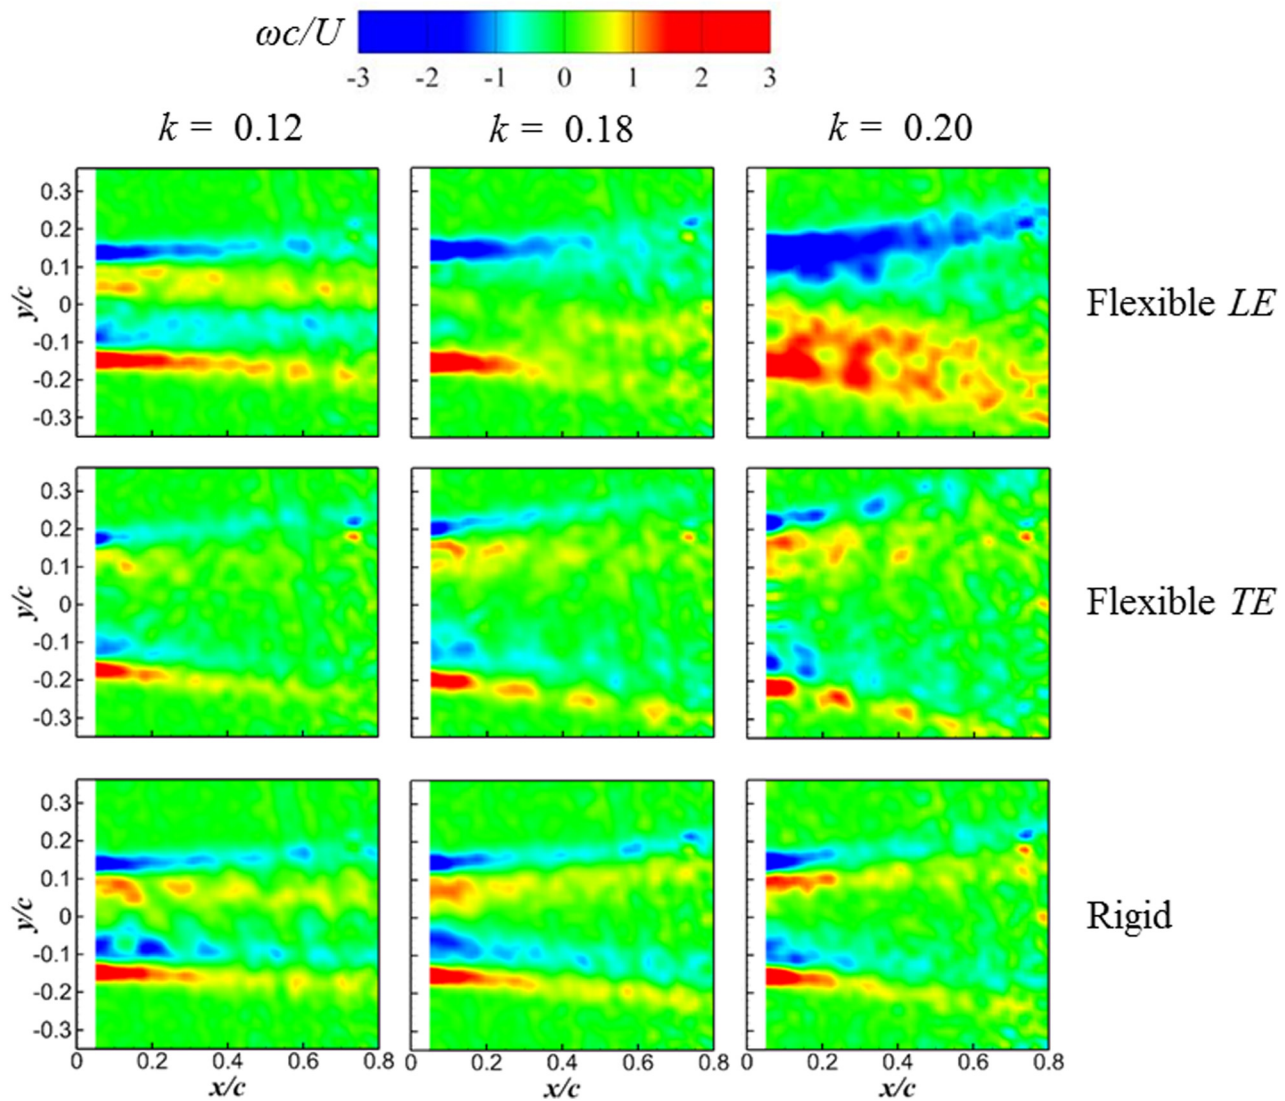 ωc/U
-3 -2 -1 0 1 2 3
k = 0.12 k = 0.18 k = 0.20
0.3
0.2
0.1
0
-0.1
-0.2
-0.3
y/c
Flexible LE
0.3
0.2
0.1
0
-0.1
-0.2
-0.3
y/c
Flexible TE
0.3
0.2
0.1
0
-0.1
-0.2
-0.3
y/c
Rigid
0 0.2 0.4 0.6 0.8 0 0.2 0.4 0.6 0.8 0 0.2 0.4 0.6 0.8
x/c x/c x/c